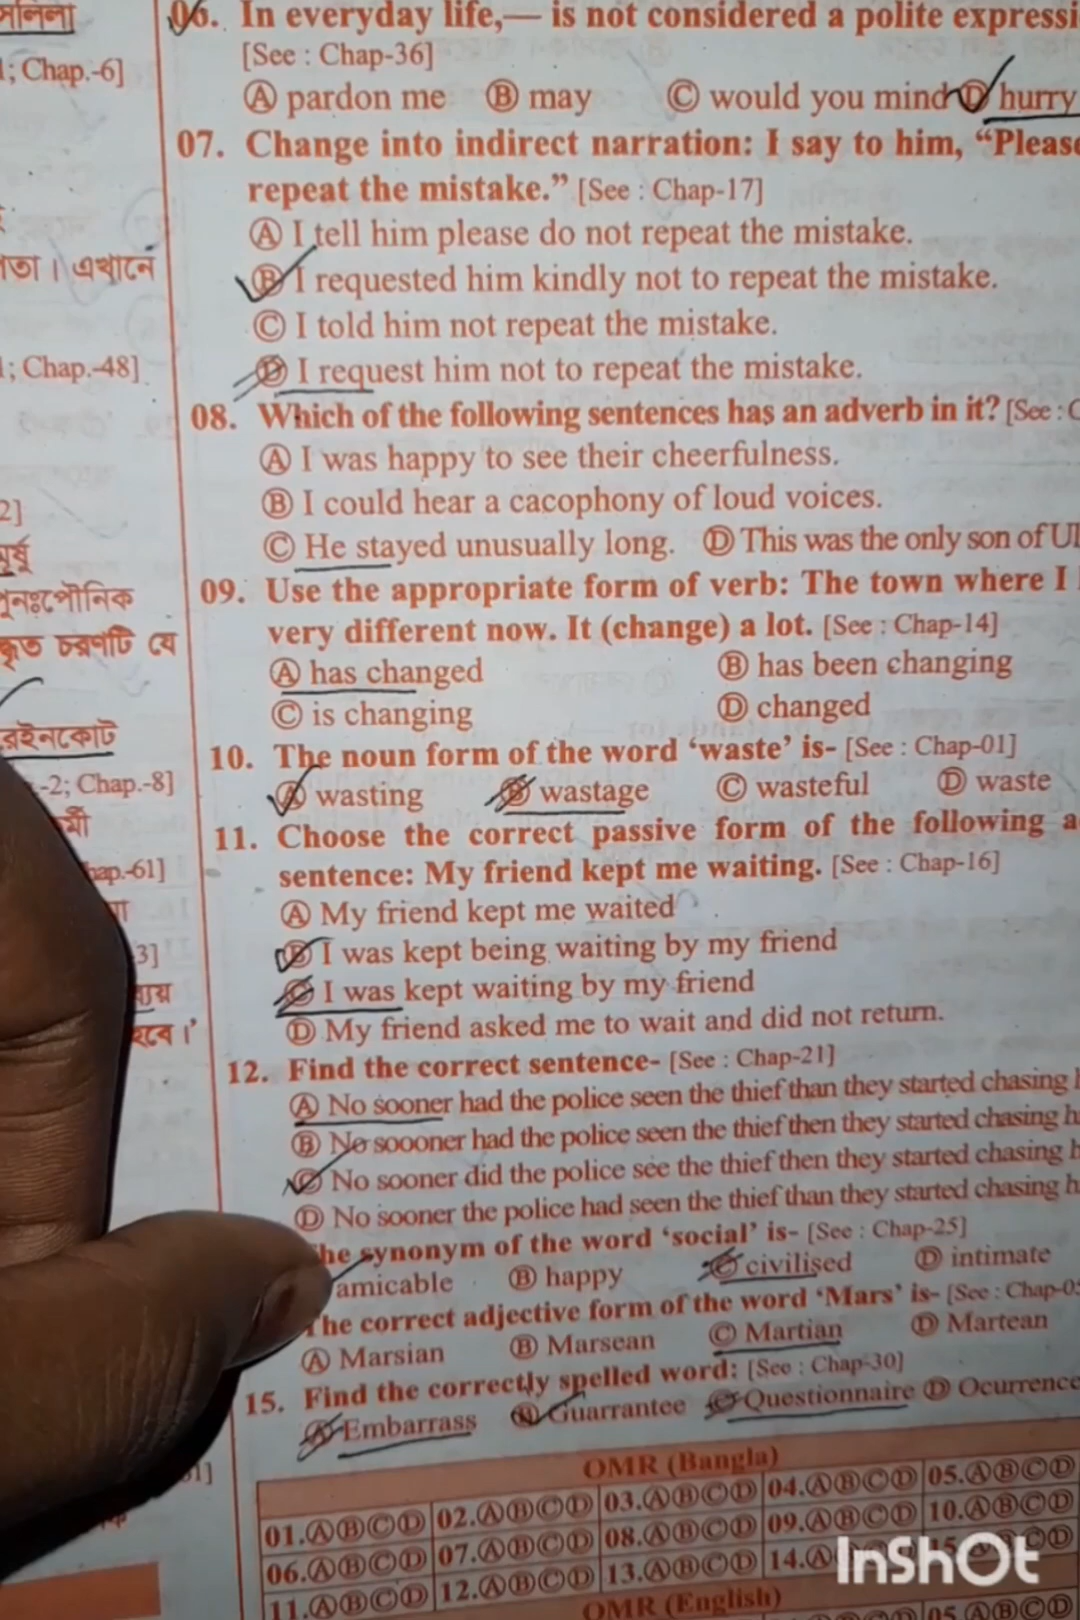 সলিলা
1; Chap.-6]
তা । এখানে
1; Chap.-48]
2]
মূর্ষূ
পুনঃপৌনিক
কৃত চরণটি যে
রেইনকোট
-2; Chap.-8]
hap.-61]
3]
হবে ।'
06. In everyday life,— is not considered a polite expressi
[See : Chap-36]
Ⓐ pardon me Ⓑ may Ⓒ would you mind Ⓓ hurry
07. Change into indirect narration: I say to him, “Please
repeat the mistake.” [See : Chap-17]
Ⓐ I tell him please do not repeat the mistake.
Ⓑ I requested him kindly not to repeat the mistake.
Ⓒ I told him not repeat the mistake.
Ⓓ I request him not to repeat the mistake.
08. Which of the following sentences has an adverb in it? [See : C
Ⓐ I was happy to see their cheerfulness.
Ⓑ I could hear a cacophony of loud voices.
Ⓒ He stayed unusually long. Ⓓ This was the only son of Ul
09. Use the appropriate form of verb: The town where I
very different now. It (change) a lot. [See : Chap-14]
Ⓐ has changed Ⓑ has been changing
Ⓒ is changing Ⓓ changed
10. The noun form of the word ‘waste’ is- [See : Chap-01]
Ⓐ wasting Ⓑ wastage Ⓒ wasteful Ⓓ waste
11. Choose the correct passive form of the following a
sentence: My friend kept me waiting. [See : Chap-16]
Ⓐ My friend kept me waited
Ⓑ I was kept being waiting by my friend
Ⓒ I was kept waiting by my friend
Ⓓ My friend asked me to wait and did not return.
12. Find the correct sentence- [See : Chap-21]
Ⓐ No sooner had the police seen the thief than they started chasing h
Ⓑ No soooner had the police seen the thief then they started chasing h
Ⓒ No sooner did the police see the thief then they started chasing h
Ⓓ No sooner the police had seen the thief than they started chasing h
he synonym of the word ‘social’ is- [See : Chap-25]
amicable Ⓑ happy Ⓒ civilised Ⓓ intimate
The correct adjective form of the word ‘Mars’ is- [See : Chap-0
Ⓐ Marsian Ⓑ Marsean Ⓒ Martian Ⓓ Martean
15. Find the correctly spelled word: [See : Chap-30]
Ⓐ Embarrass Ⓑ Guarrantee Ⓒ Questionnaire Ⓓ Ocurrence
OMR (Bangla)
01.ⒶⒷⒸⒹ 02.ⒶⒷⒸⒹ 03.ⒶⒷⒸⒹ 04.ⒶⒷⒸⒹ 05.ⒶⒷⒸⒹ
06.ⒶⒷⒸⒹ 07.ⒶⒷⒸⒹ 08.ⒶⒷⒸⒹ 09.ⒶⒷⒸⒹ 10.ⒶⒷⒸⒹ
11.ⒶⒷⒸⒹ 12.ⒶⒷⒸⒹ 13.ⒶⒷⒸⒹ 14.Ⓐ 15 ⒸⒹ
OMR (English)
05 ⒶⒷⒸⒹ
InShOt